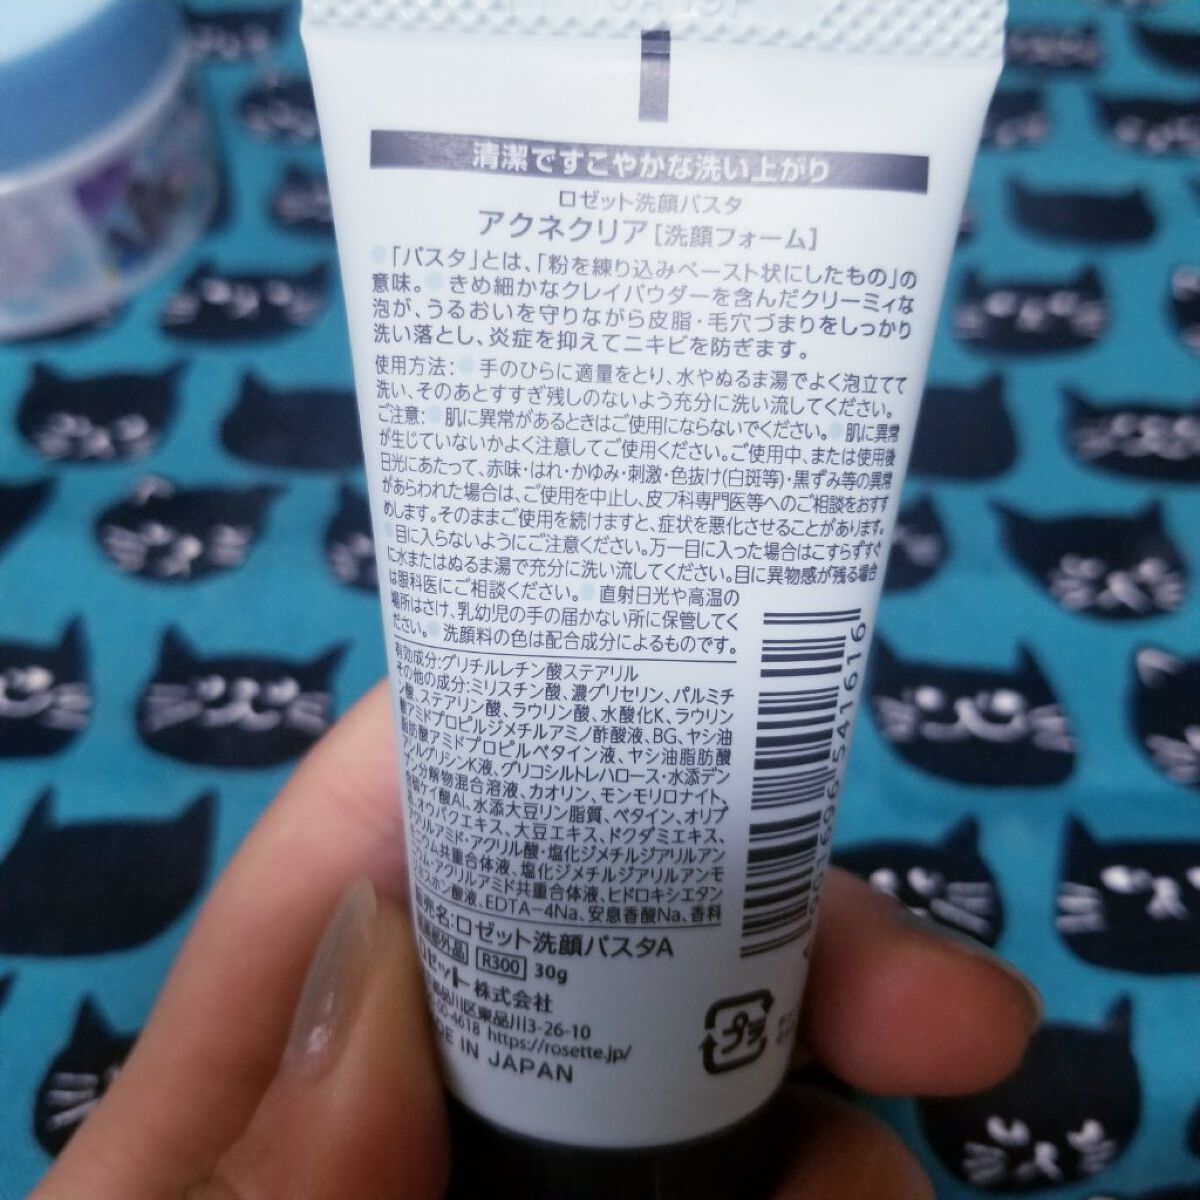 清潔ですこやかな洗い上がり
ロゼット洗顔パスタ
アクネクリア[洗顔フォーム]
●「パスタ」とは、「粉を練り込みペースト状にしたもの」の
意味。●きめ細かなクレイパウダーを含んだクリーミィな
泡が、うるおいを守りながら皮脂・毛穴づまりをしっかり
洗い落とし、炎症を抑えてニキビを防ぎます。
使用方法:●手のひらに適量をとり、水やぬるま湯でよく泡立てて
洗い、そのあとすすぎ残しのないよう充分に洗い流してください。
ご注意:●肌に異常があるときはご使用にならないでください。●肌に異常
が生じていないかよく注意してご使用ください。ご使用中、または使用後
日光にあたって、赤味・はれ・かゆみ・刺激・色抜け(白斑等)・黒ずみ等の異常
があらわれた場合は、ご使用を中止し、皮フ科専門医等へのご相談をおすす
めします。そのままご使用を続けますと、症状を悪化させることがあります。
●目に入らないようにご注意ください。万一目に入った場合はこすらずすぐ
に水またはぬるま湯で充分に洗い流してください。目に異物感が残る場合
は眼科医にご相談ください。●直射日光や高温の
場所はさけ、乳幼児の手の届かない所に保管してく
ださい。●洗顔料の色は配合成分によるものです。
有効成分:グリチルレチン酸ステアリル
その他の成分:ミリスチン酸、濃グリセリン、パルミチ
ン酸、ステアリン酸、ラウリン酸、水酸化K、ラウリン
酸アミドプロピルジメチルアミノ酢酸液、BG、ヤシ油
脂肪酸アミドプロピルベタイン液、ヤシ油脂肪酸
アシルグリシンK液、グリコシルトレハロース・水添デン
プン分解物混合溶液、カオリン、モンモリロナイト、
ケイ酸Al、水添大豆リン脂質、ベタイン、オリブ
油、オウバクエキス、大豆エキス、ドクダミエキス、
アクリルアミド・アクリル酸・塩化ジメチルジアリルアン
モニウム共重合体液、塩化ジメチルジアリルアンモ
ニウム・アクリルアミド共重合体液、ヒドロキシエタン
ホスホン酸液、EDTA-4Na、安息香酸Na、香料
販売名:ロゼット洗顔パスタA
医薬部外品 R300 30g
ロゼット株式会社
品川区東品川3-26-10
4618 https://rosette.jp/
MADE IN JAPAN
プラ
541616